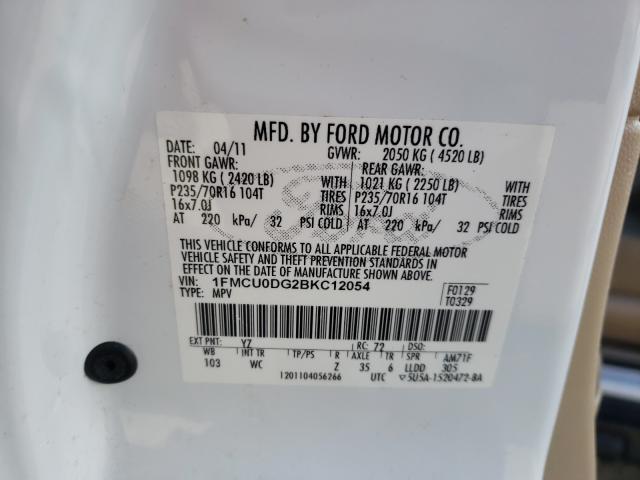 MFD. BY FORD MOTOR CO.
DATE: 04/11 GVWR: 2050 KG ( 4520 LB)
FRONT GAWR: REAR GAWR:
1098 KG ( 2420 LB) WITH 1021 KG ( 2250 LB) WITH
P235/70R16 104T TIRES P235/70R16 104T TIRES
16x7.0J RIMS 16x7.0J RIMS
AT 220 kPa/ 32 PSI COLD AT 220 kPa/ 32 PSI COLD
Ford
THIS VEHICLE CONFORMS TO ALL APPLICABLE FEDERAL MOTOR
VEHICLE SAFETY AND THEFT PREVENTION STANDARDS IN
EFFECT ON THE DATE OF MANUFACTURE SHOWN ABOVE.
VIN: 1FMCU0DG2BKC12054 F0129
TYPE: MPV T0329
EXT PNT: YZ RC: 72 DSO:
WB INT TR TP/PS R AXLE TR SPR AM71F
103 WC Z 35 6 LLDD 305
1201104056266 UTC 5U5A-1520472-BA